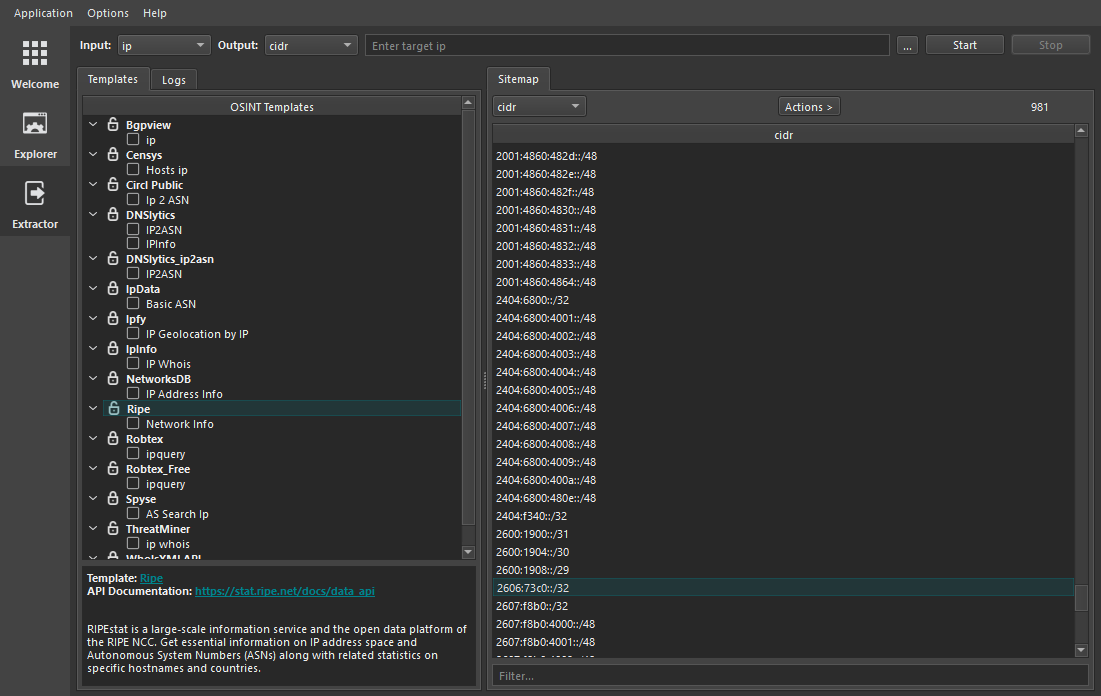 Application Options Help
Welcome
Explorer
Extractor
Input: ip Output: cidr Enter target ip ... Start Stop
Templates Logs
OSINT Templates
Bgpview
ip
Censys
Hosts ip
Circl Public
Ip 2 ASN
DNSlytics
IP2ASN
IPInfo
DNSlytics_ip2asn
IP2ASN
IpData
Basic ASN
Ipfy
IP Geolocation by IP
IpInfo
IP Whois
NetworksDB
IP Address Info
Ripe
Network Info
Robtex
ipquery
Robtex_Free
ipquery
Spyse
AS Search Ip
ThreatMiner
ip whois
WhoIsXMLAPI
Template: Ripe
API Documentation: https://stat.ripe.net/docs/data_api
RIPEstat is a large-scale information service and the open data platform of
the RIPE NCC. Get essential information on IP address space and
Autonomous System Numbers (ASNs) along with related statistics on
specific hostnames and countries.
Sitemap
cidr Actions > 981
cidr
2001:4860:482d::/48
2001:4860:482e::/48
2001:4860:482f::/48
2001:4860:4830::/48
2001:4860:4831::/48
2001:4860:4832::/48
2001:4860:4833::/48
2001:4860:4864::/48
2404:6800::/32
2404:6800:4001::/48
2404:6800:4002::/48
2404:6800:4003::/48
2404:6800:4004::/48
2404:6800:4005::/48
2404:6800:4006::/48
2404:6800:4007::/48
2404:6800:4008::/48
2404:6800:4009::/48
2404:6800:400a::/48
2404:6800:480e::/48
2404:f340::/32
2600:1900::/31
2600:1904::/30
2600:1908::/29
2606:73c0::/32
2607:f8b0::/32
2607:f8b0:4000::/48
2607:f8b0:4001::/48
Filter...